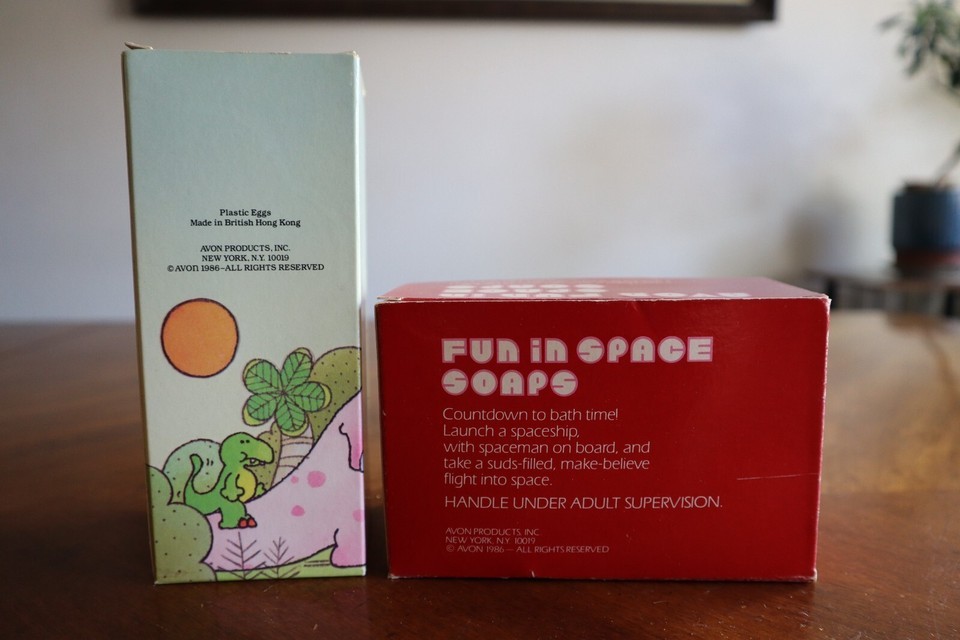 Plastic Eggs
Made in British Hong Kong
AVON PRODUCTS, INC.
NEW YORK, N.Y. 10019
© AVON 1986–ALL RIGHTS RESERVED
FUN in SPACE
SOAPS
Countdown to bath time!
Launch a spaceship,
with spaceman on board, and
take a suds-filled, make-believe
flight into space.
HANDLE UNDER ADULT SUPERVISION.
AVON PRODUCTS, INC
NEW YORK, N.Y. 10019
© AVON 1986 — ALL RIGHTS RESERVED